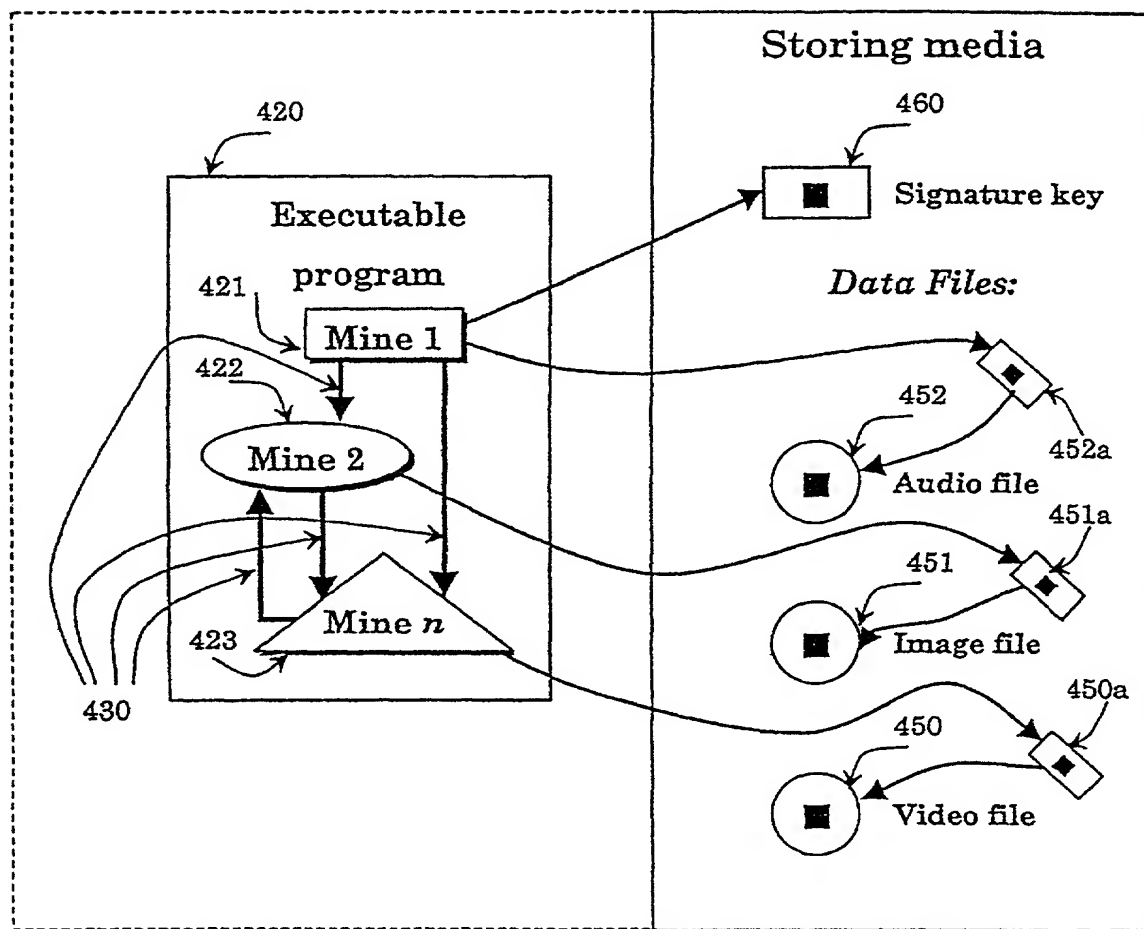 Storing media
420
460
Signature key
Executable
program
421
Mine 1
Data Files:
422
Mine 2
452
452a
Audio file
451a
451
Mine n
423
Image file
430
450a
450
Video file